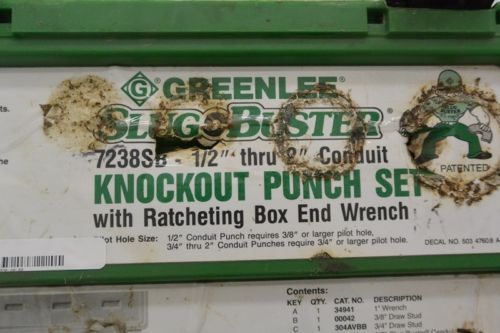 G GREENLEE®
SLUG BUSTER®
7238SB - 1/2" thru 2" Conduit
KNOCKOUT PUNCH SET
with Ratcheting Box End Wrench
PATENTED
Hole Size: 1/2" Conduit Punch requires 3/8" or larger pilot hole,
3/4" thru 2" Conduit Punches require 3/4" or larger pilot hole.
DECAL NO. 503 4760.8
Contents:
KEY QTY. CAT. NO. DESCRIPTION
A 1 34941 1" Wrench
B 1 00042 3/8" Draw Stud
C 304AVBB 3/4" Draw Stud